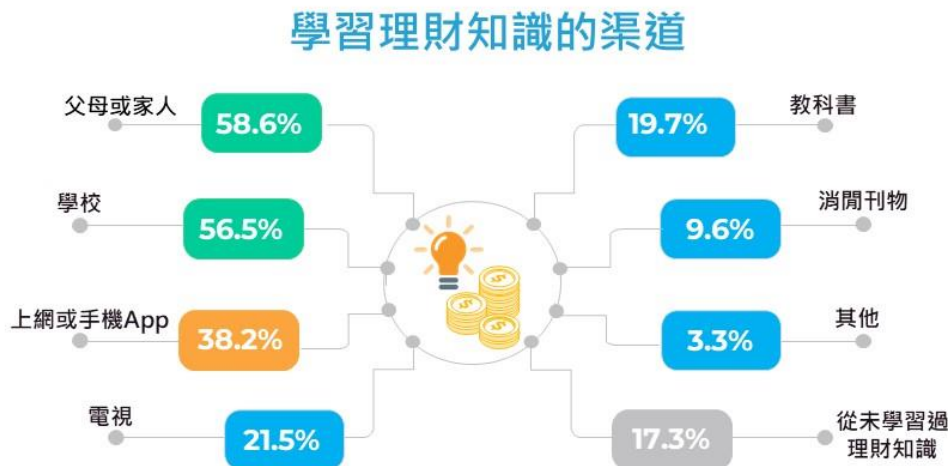 學習理財知識的渠道
父母或家人
58.6%
學校
56.5%
上網或手機App
38.2%
電視
21.5%
19.7%
教科書
9.6%
消閒刊物
3.3%
其他
17.3%
從未學習過
理財知識